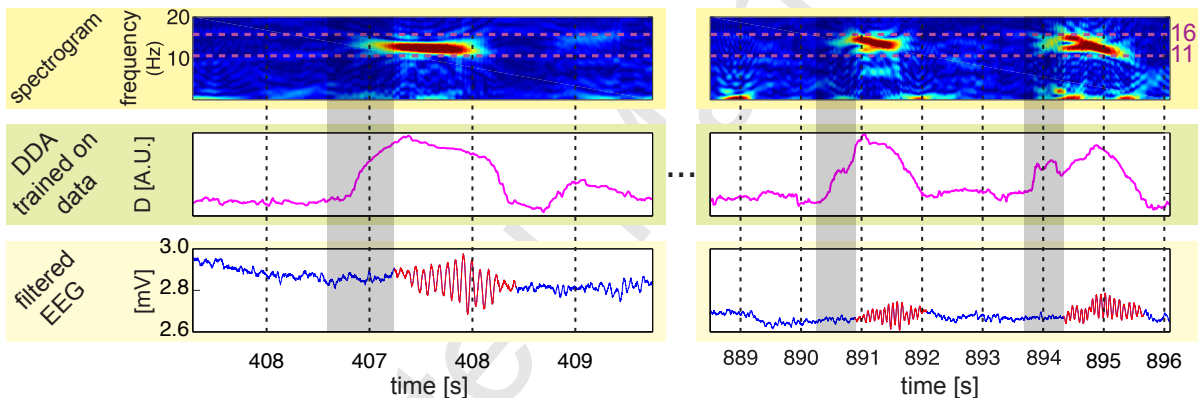 spectrogram
frequency
(Hz)
20
10
0
16
11
DDA
trained on
data
D [A.U.]
...
filtered
EEG
[mV]
3.0
2.8
2.6
408 407 408 409
time [s]
889 890 891 892 893 894 895 896
time [s]